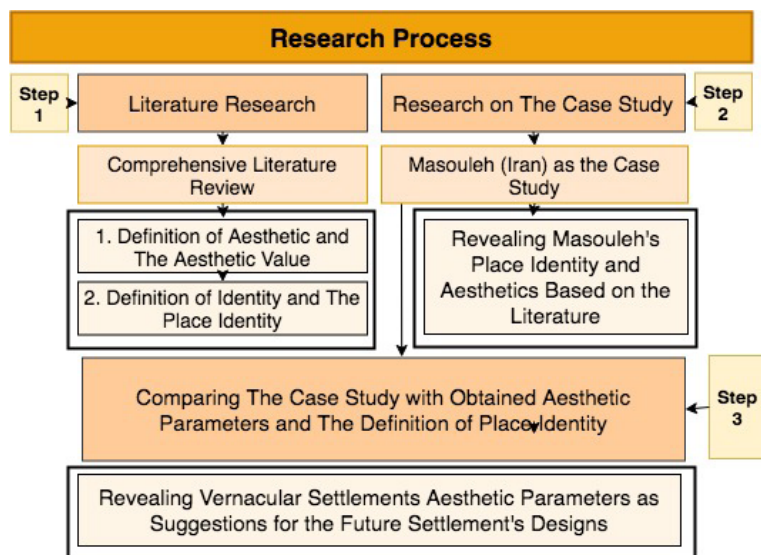 Research Process
Step
1
Literature Research
Research on The Case Study
Step
2
Comprehensive Literature
Review
Masouleh (Iran) as the Case
Study
1. Definition of Aesthetic and
The Aesthetic Value
2. Definition of Identity and The
Place Identity
Revealing Masouleh's
Place Identity and
Aesthetics Based on the
Literature
Comparing The Case Study with Obtained Aesthetic
Parameters and The Definition of Place Identity
Step
3
Revealing Vernacular Settlements Aesthetic Parameters as
Suggestions for the Future Settlement's Designs